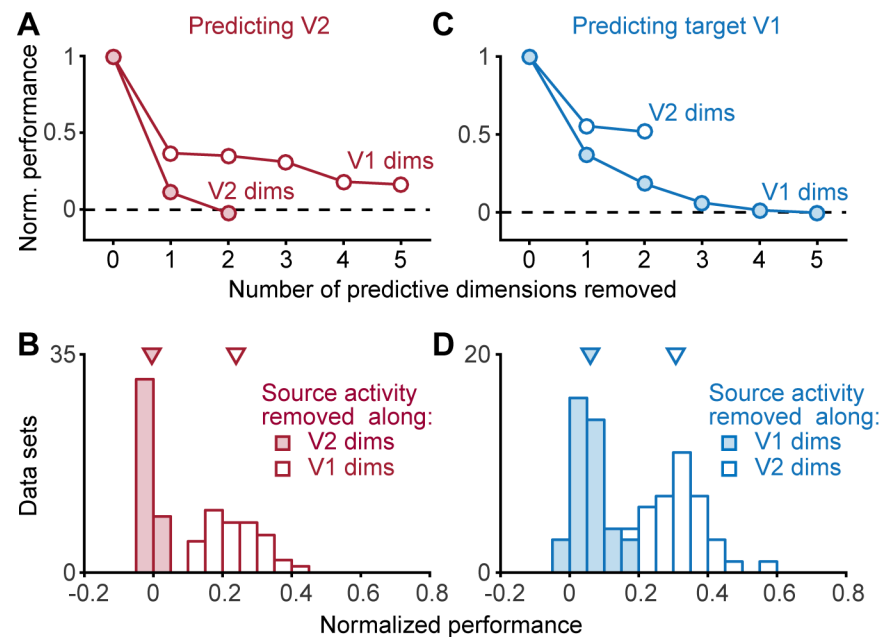 A
Predicting V2
Norm. performance
1
0.5
0
V1 dims
V2 dims
0 1 2 3 4 5
C
Predicting target V1
1
0.5
0
V2 dims
V1 dims
0 1 2 3 4 5
Number of predictive dimensions removed
B
35
0
Data sets
Source activity
removed along:
V2 dims
V1 dims
-0.2 0 0.2 0.4 0.6 0.8
D
20
0
Source activity
removed along:
V1 dims
V2 dims
-0.2 0 0.2 0.4 0.6 0.8
Normalized performance